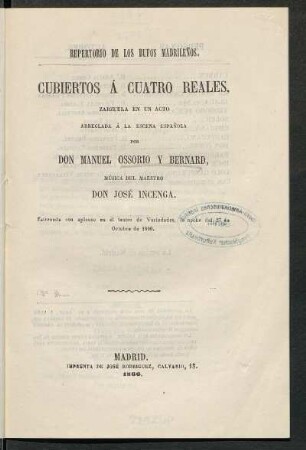 REPERTORIO DE LOS BUFOS MADRILEÑOS.
CUBIERTOS Á CUATRO REALES,
ZARZUELA EN UN ACTO
ARREGLADA Á LA ESCENA ESPAÑOLA
POR
DON MANUEL OSSORIO Y BERNARD,
MÚSICA DEL MAESTRO
DON JOSÉ INCENGA.
Estrenada con aplauso en el teatro de Variedades, la noche del 27 de
Octubre de 1866.
MADRID.
IMPRENTA DE JOSÉ RODRIGUEZ, CALVARIO, 18.
1866.